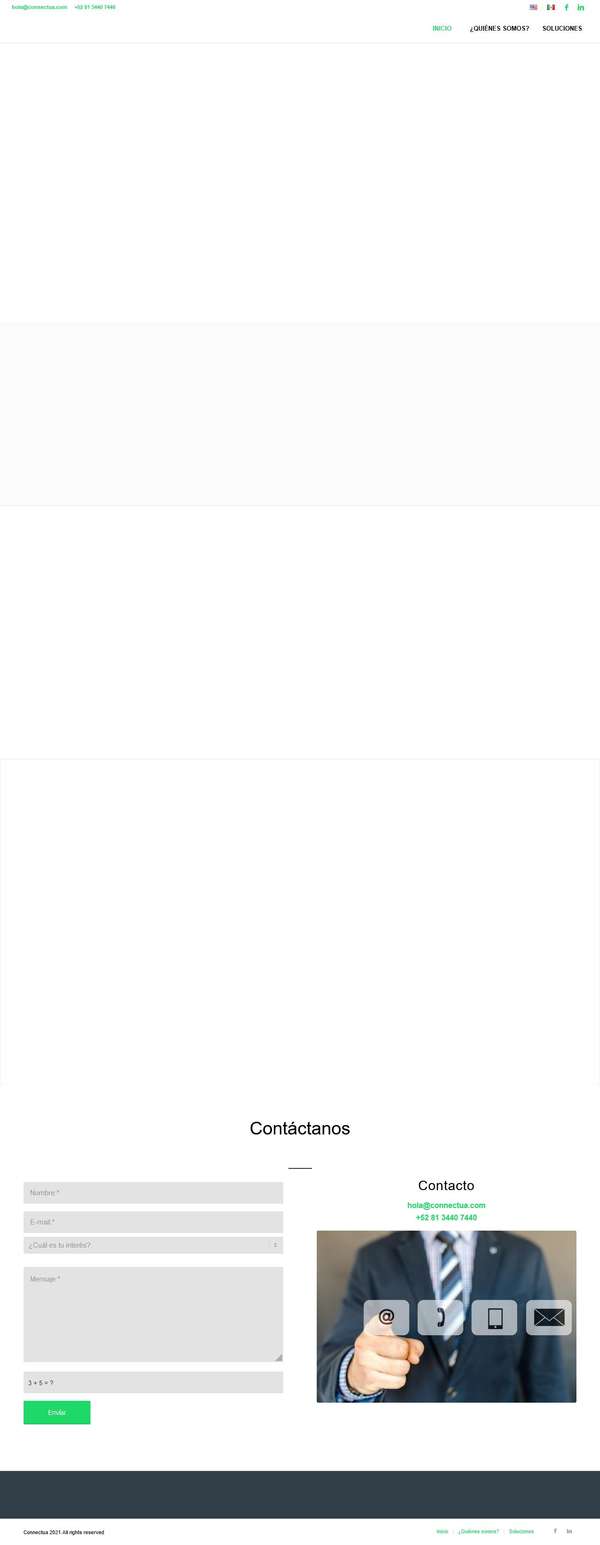 hola@connectua.com +52 81 3440 7440
INICIO ¿QUIÉNES SOMOS? SOLUCIONES
Contáctanos
Contacto
hola@connectua.com
+52 81 3440 7440
Nombre:*
E-mail:*
¿Cuál es tu interés?
Mensaje:*
3 + 5 = ?
Enviar
Connectua 2021. All rights reserved
Inicio ¿Quiénes somos? Soluciones